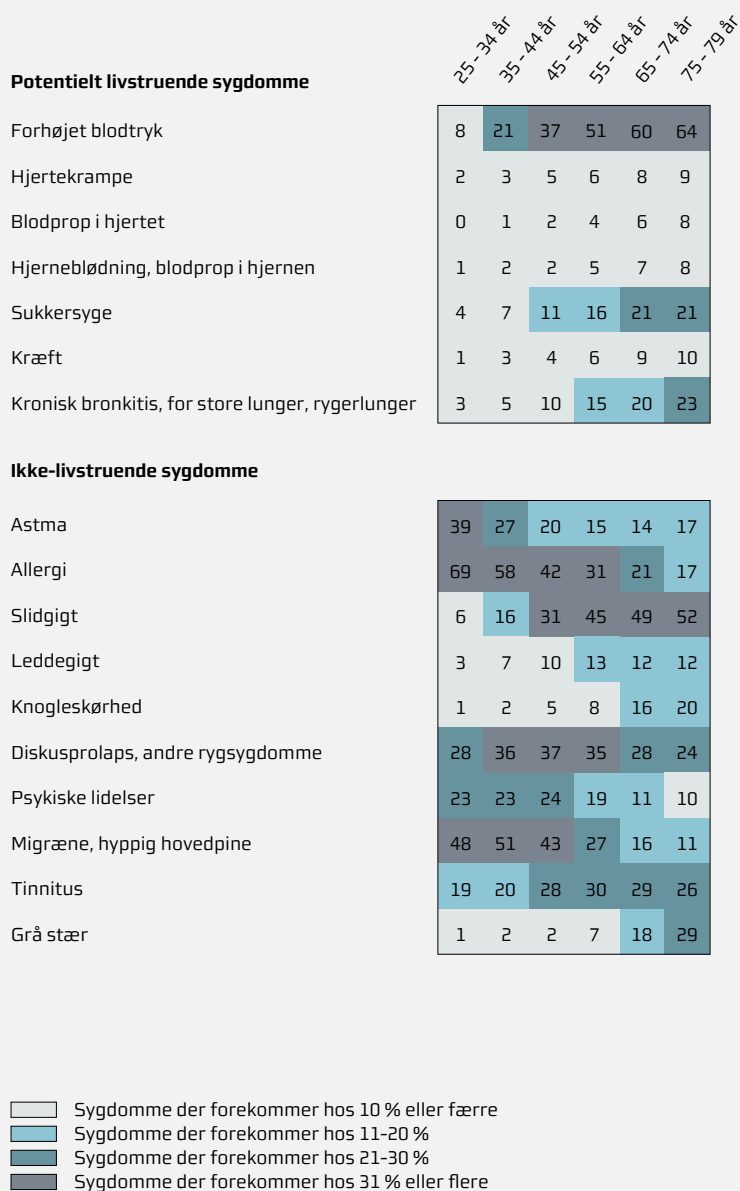 25 - 34 år 35 - 44 år 45 - 54 år 55 - 64 år 65 - 74 år 75 - 79 år
Potentielt livstruende sygdomme
Forhøjet blodtryk 8 21 37 51 60 64
Hjertekrampe 2 3 5 6 8 9
Blodprop i hjertet 0 1 2 4 6 8
Hjerneblødning, blodprop i hjernen 1 2 2 5 7 8
Sukkersyge 4 7 11 16 21 21
Kræft 1 3 4 6 9 10
Kronisk bronkitis, for store lunger, rygerlunger 3 5 10 15 20 23
Ikke-livstruende sygdomme
Astma 39 27 20 15 14 17
Allergi 69 58 42 31 21 17
Slidgigt 6 16 31 45 49 52
Leddegigt 3 7 10 13 12 12
Knogleskørhed 1 2 5 8 16 20
Diskusprolaps, andre rygsygdomme 28 36 37 35 28 24
Psykiske lidelser 23 23 24 19 11 10
Migræne, hyppig hovedpine 48 51 43 27 16 11
Tinnitus 19 20 28 30 29 26
Grå stær 1 2 2 7 18 29
Sygdomme der forekommer hos 10 % eller færre
Sygdomme der forekommer hos 11-20 %
Sygdomme der forekommer hos 21-30 %
Sygdomme der forekommer hos 31 % eller flere